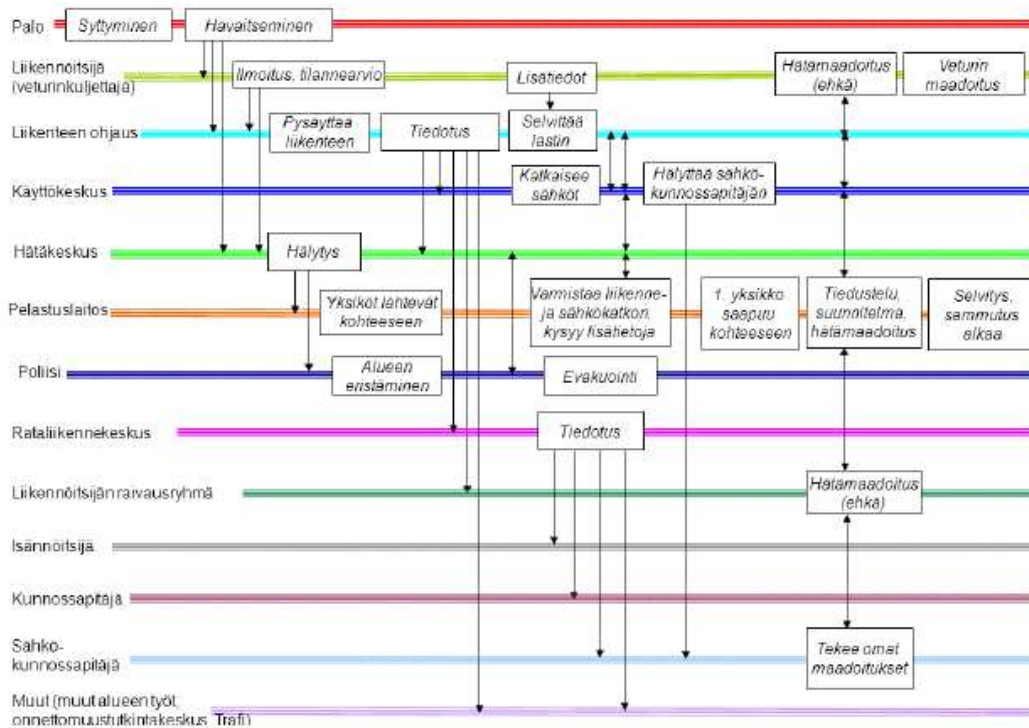 Palo
Syttyminen
Havaitseminen
Liikennöitsijä
(veturinkuljettaja)
Ilmoitus, tilannearvio
Lisätiedot
Hätämaadoitus
(ehkä)
Veturin
maadoitus
Liikenteen ohjaus
Pysäyttää
liikenteen
Tiedotus
Selvittää
lastin
Käyttökeskus
Katkaisee
sähköt
Hälyttää sähkö-
kunnossapitäjän
Hätäkeskus
Hälytys
Pelastuslaitos
Yksiköt lähtevät
kohteeseen
Varmistaa liikenne-
ja sähkökatkon,
kysyy lisätietoja
1. yksikkö
saapuu
kohteeseen
Tiedustelu,
suunnitelma,
hätämaadoitus
Selvitys,
sammutus
alkaa
Poliisi
Alueen
eristäminen
Evakuointi
Rataliikennekeskus
Tiedotus
Liikennöitsijän raivausryhmä
Hätämaadoitus
(ehkä)
Isännöitsijä
Kunnossapitäjä
Sähkö-
kunnossapitäjä
Tekee omat
maadoitukset
Muut (muut alueen työt,
onnettomuustutkintakeskus, Trafi)